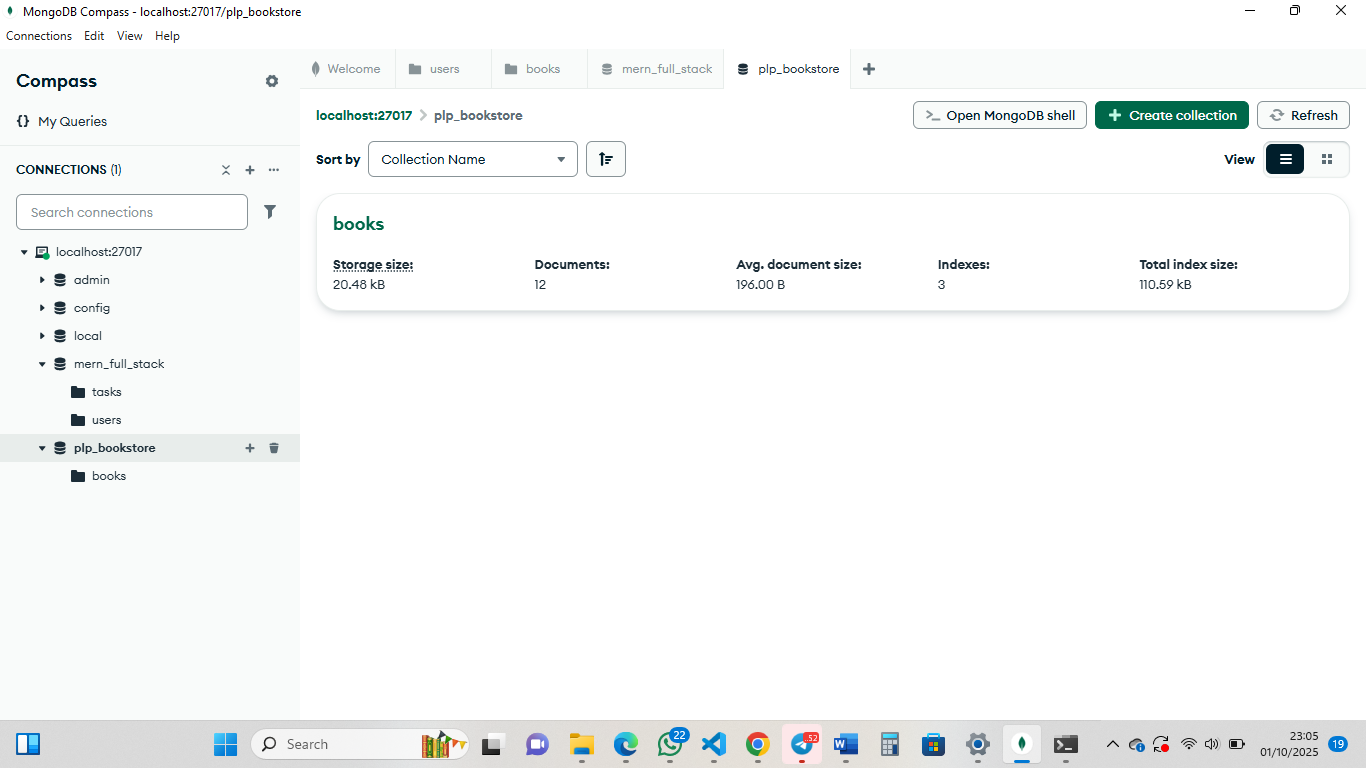 MongoDB Compass - localhost:27017/plp_bookstore
Connections Edit View Help
Compass
My Queries
CONNECTIONS (1)
Search connections
localhost:27017
admin
config
local
mern_full_stack
tasks
users
plp_bookstore
books
Welcome users books mern_full_stack plp_bookstore
localhost:27017 plp_bookstore
Open MongoDB shell Create collection Refresh
Sort by Collection Name View
books
Storage size: Documents: Avg. document size: Indexes: Total index size:
20.48 kB 12 196.00 B 3 110.59 kB
Search 22 52 23:05 19
01/10/2025